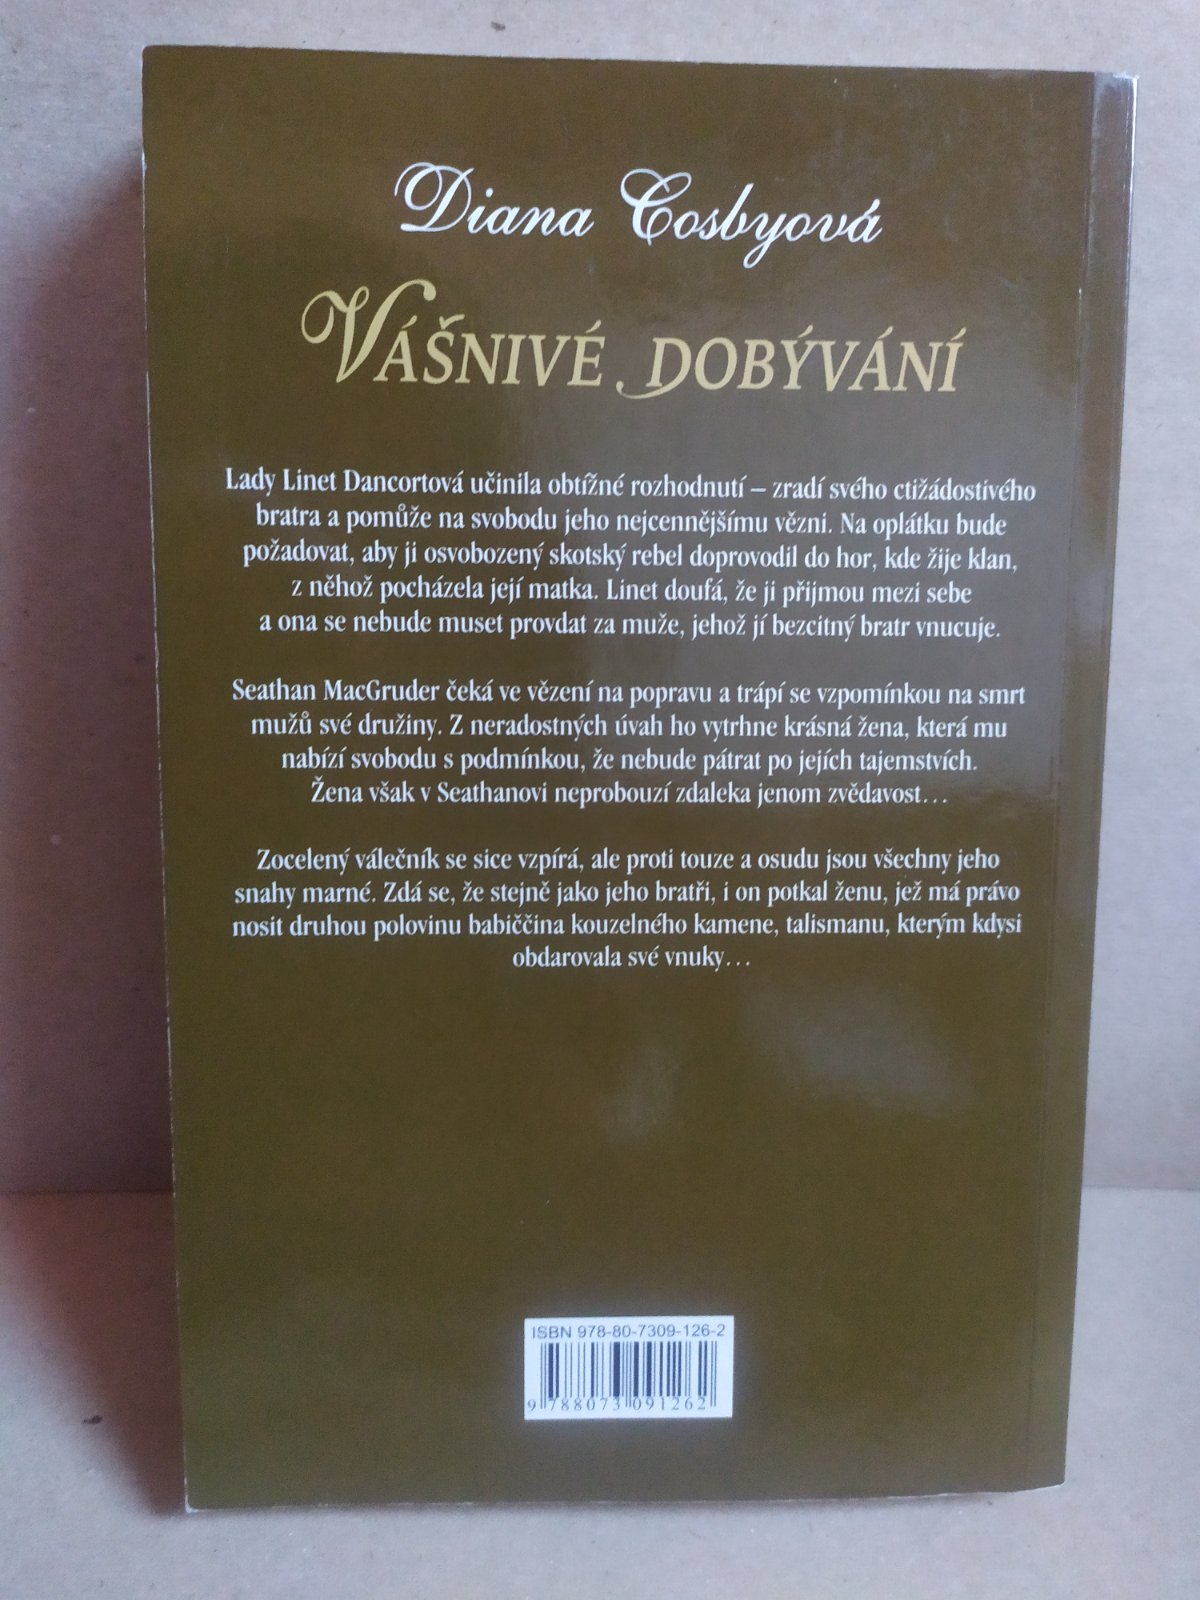 Diana Cosbyová
VÁŠNIVÉ DOBÝVÁNÍ
Lady Linet Dancortová učinila obtížné rozhodnutí – zradí svého ctižádostivého
bratra a pomůže na svobodu jeho nejcennějšímu vězni. Na oplátku bude
požadovat, aby ji osvobozený skotský rebel doprovodil do hor, kde žije klan,
z něhož pocházela její matka. Linet doufá, že ji přijmou mezi sebe
a ona se nebude muset provdat za muže, jehož jí bezcitný bratr vnucuje.
Seathan MacGruder čeká ve vězení na popravu a trápí se vzpomínkou na smrt
mužů své družiny. Z neradostných úvah ho vytrhne krásná žena, která mu
nabízí svobodu s podmínkou, že nebude pátrat po jejích tajemstvích.
Žena však v Seathanovi neprobouzí zdaleka jenom zvědavost…
Zocelený válečník se sice vzpírá, ale proti touze a osudu jsou všechny jeho
snahy marné. Zdá se, že stejně jako jeho bratři, i on potkal ženu, jež má právo
nosit druhou polovinu babiččina kouzelného kamene, talismanu, kterým kdysi
obdarovala své vnuky…
ISBN 978-80-7309-126-2
9 788073 091262